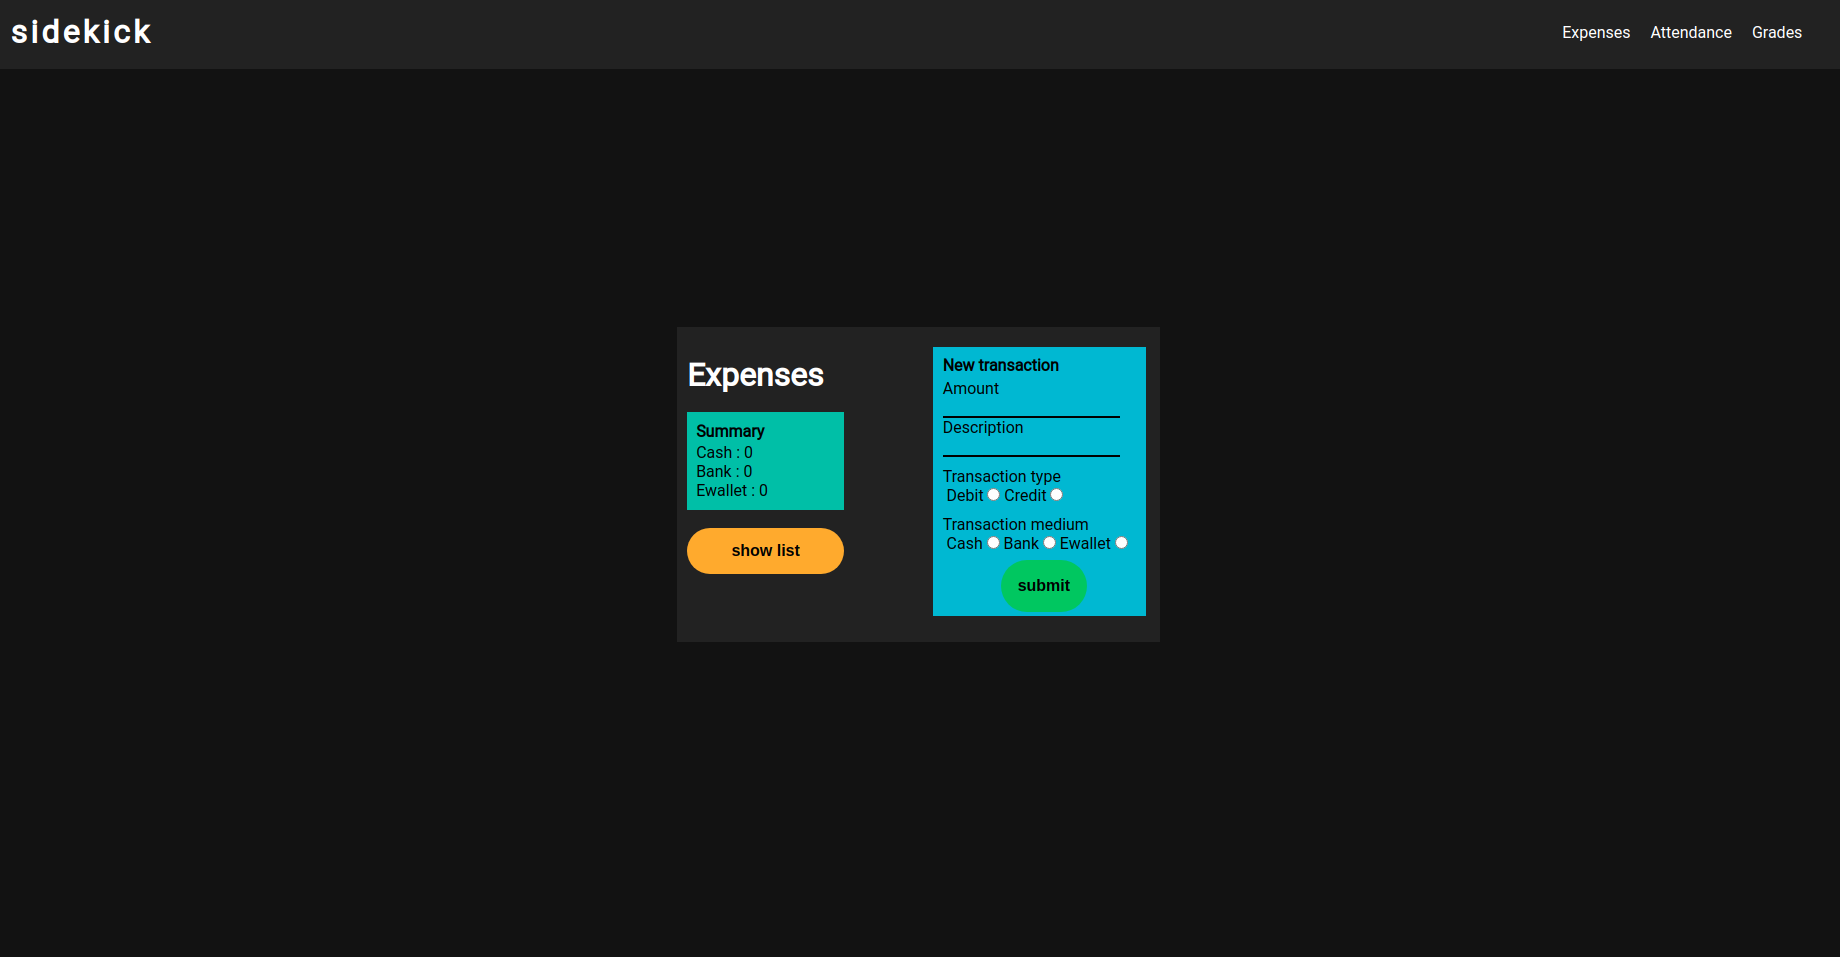 sidekick
Expenses Attendance Grades
Expenses
Summary
Cash : 0
Bank : 0
Ewallet : 0
show list
New transaction
Amount
Description
Transaction type
Debit Credit
Transaction medium
Cash Bank Ewallet
submit